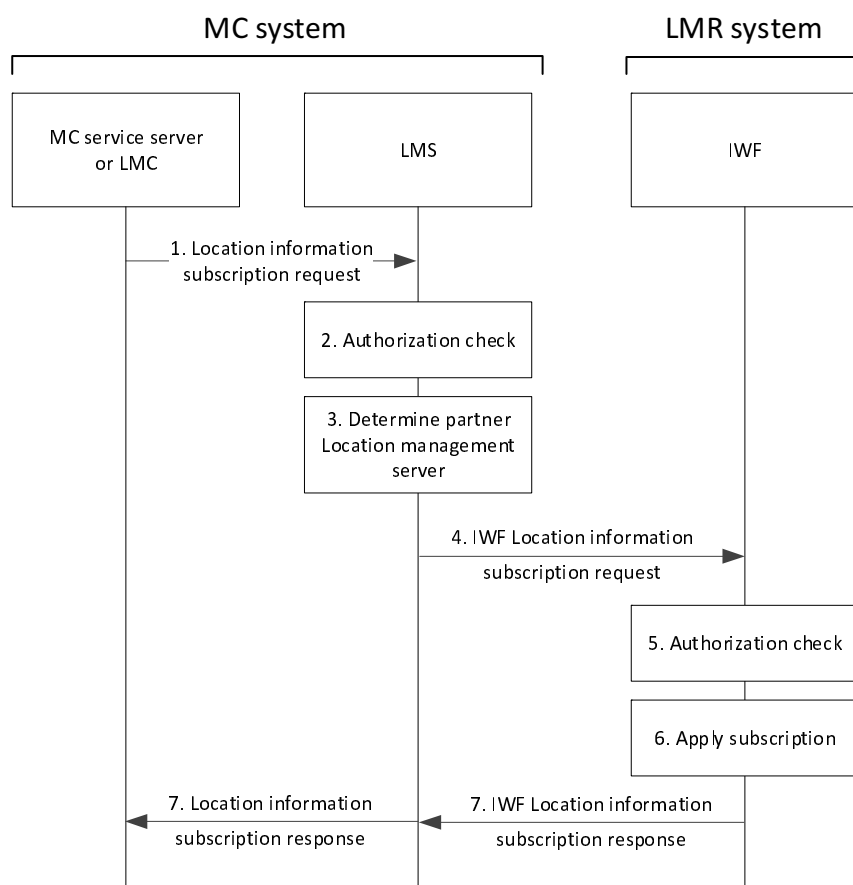 MC system
LMR system
MC service server
or LMC
LMS
IWF
1. Location information
subscription request
2. Authorization check
3. Determine partner
Location management
server
4. IWF Location information
subscription request
5. Authorization check
6. Apply subscription
7. Location information
subscription response
7. IWF Location information
subscription response